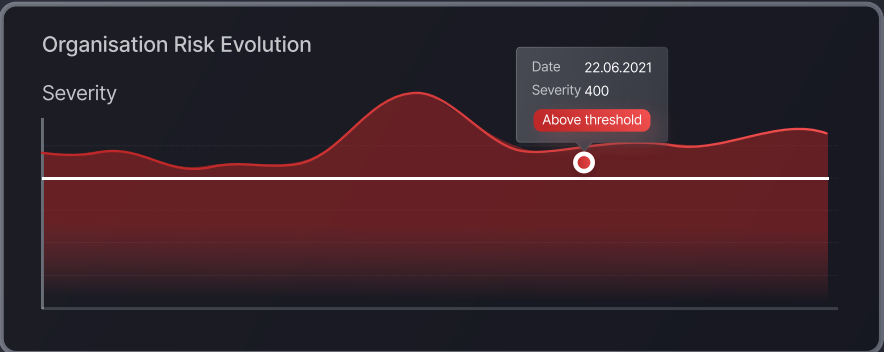 Organisation Risk Evolution
Severity
Date 22.06.2021
Severity 400
Above threshold